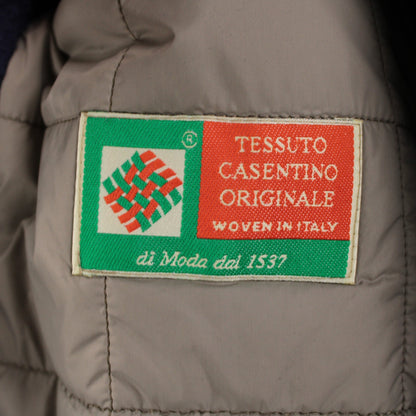 ®
TESSUTO
CASENTINO
ORIGINALE
WOVEN IN ITALY
di Moda dal 1537